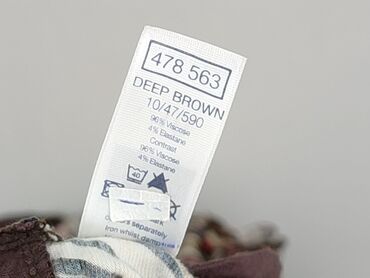 478 563
DEEP BROWN
10/47/590
96% Viscose
4% Elastane
Contrast
96% Viscose
4% Elastane
40
separately
Iron whilst damp